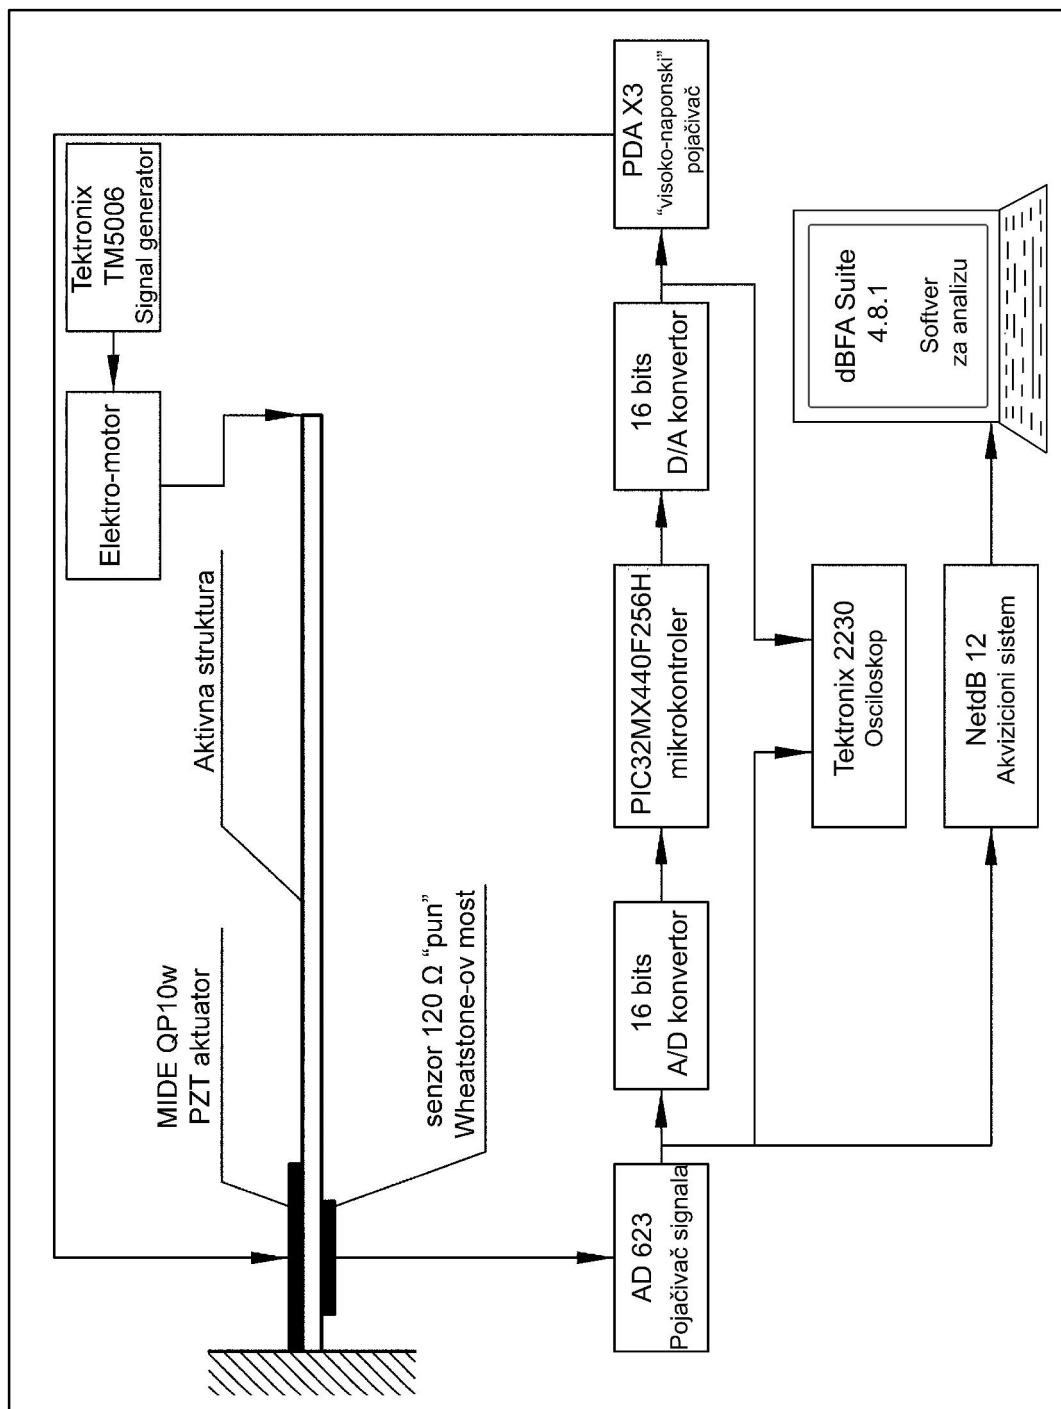 MIDE QP10w
PZT aktuator
Aktivna struktura
Elektro-motor
Tektronix
TM5006
Signal generator
senzor 120 Ω “pun”
Wheatstone-ov most
AD 623
Pojačivač signala
16 bits
A/D konvertor
PIC32MX440F256H
mikrokontroler
16 bits
D/A konvertor
PDA X3
“visoko-naponski”
pojačivač
Tektronix 2230
Osciloskop
NetdB 12
Akvizicioni sistem
dBFA Suite
4.8.1
Softver
za analizu